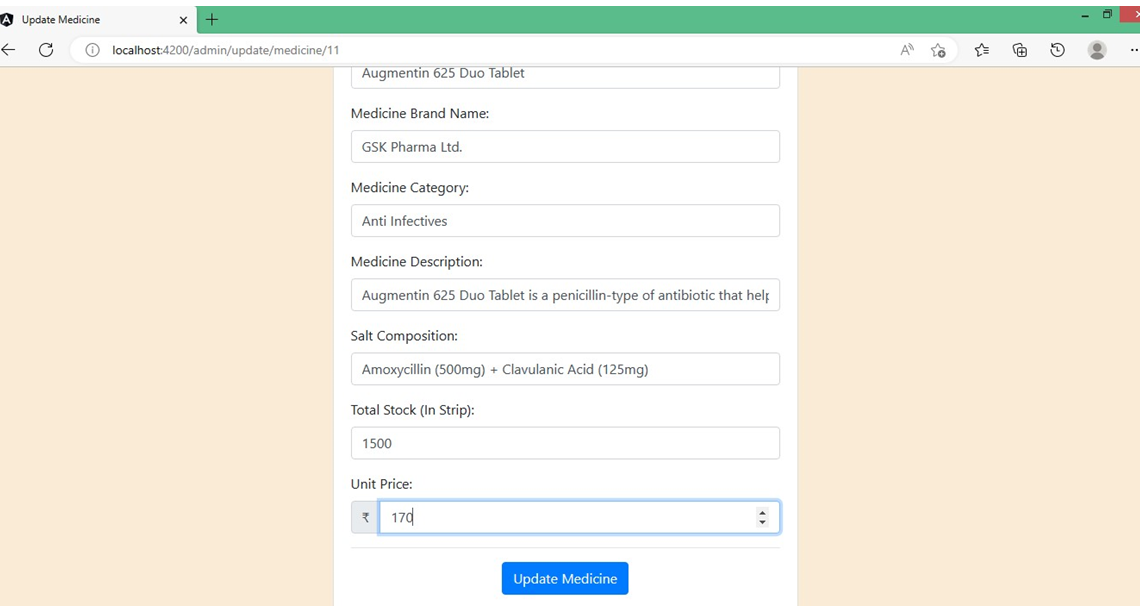 Update Medicine
localhost:4200/admin/update/medicine/11
Augmentin 625 Duo Tablet
Medicine Brand Name:
GSK Pharma Ltd.
Medicine Category:
Anti Infectives
Medicine Description:
Augmentin 625 Duo Tablet is a penicillin-type of antibiotic that help
Salt Composition:
Amoxycillin (500mg) + Clavulanic Acid (125mg)
Total Stock (In Strip):
1500
Unit Price:
₹ 170
Update Medicine